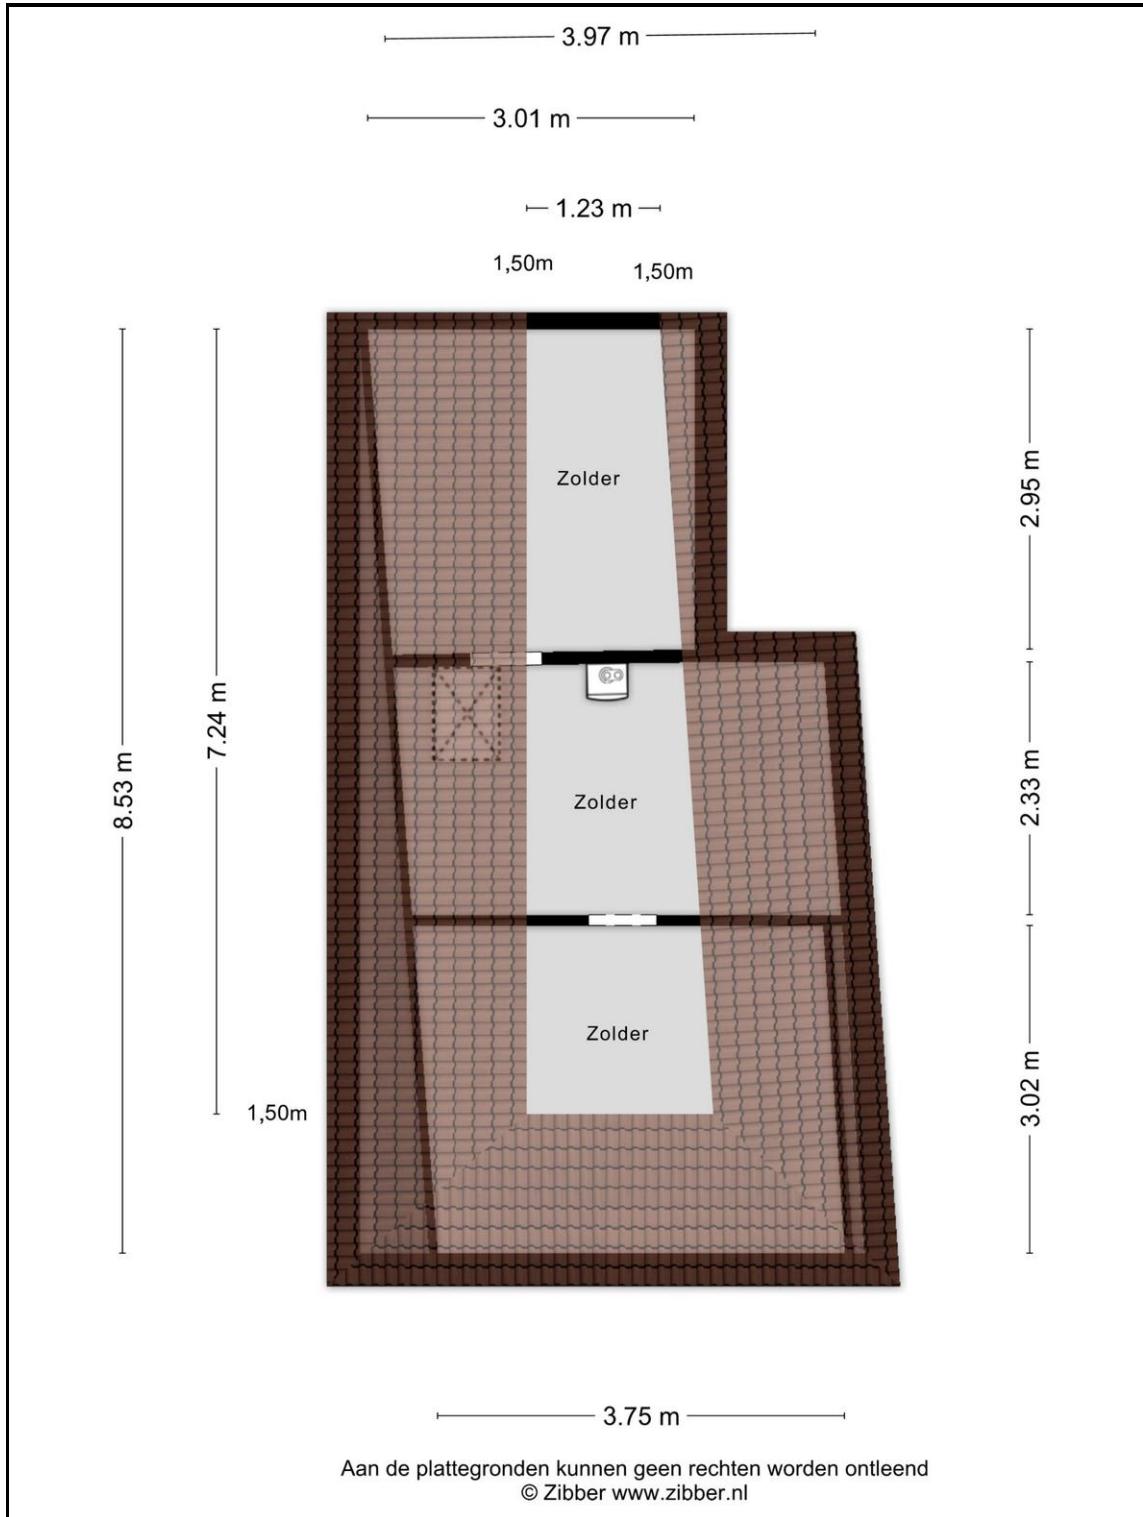 3.97 m
3.01 m
1.23 m
1,50m
1,50m
Zolder
2.95 m
7.24 m
8.53 m
Zolder
2.33 m
Zolder
3.02 m
1,50m
3.75 m
Aan de plattegronden kunnen geen rechten worden ontleend
© Zibber www.zibber.nl